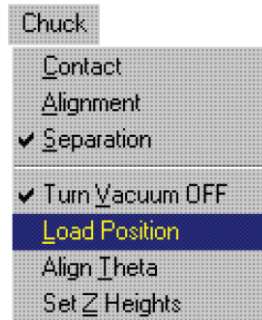 Chuck
Contact
Alignment
Separation
Turn Vacuum OFF
Load Position
Align Theta
Set Z Heights